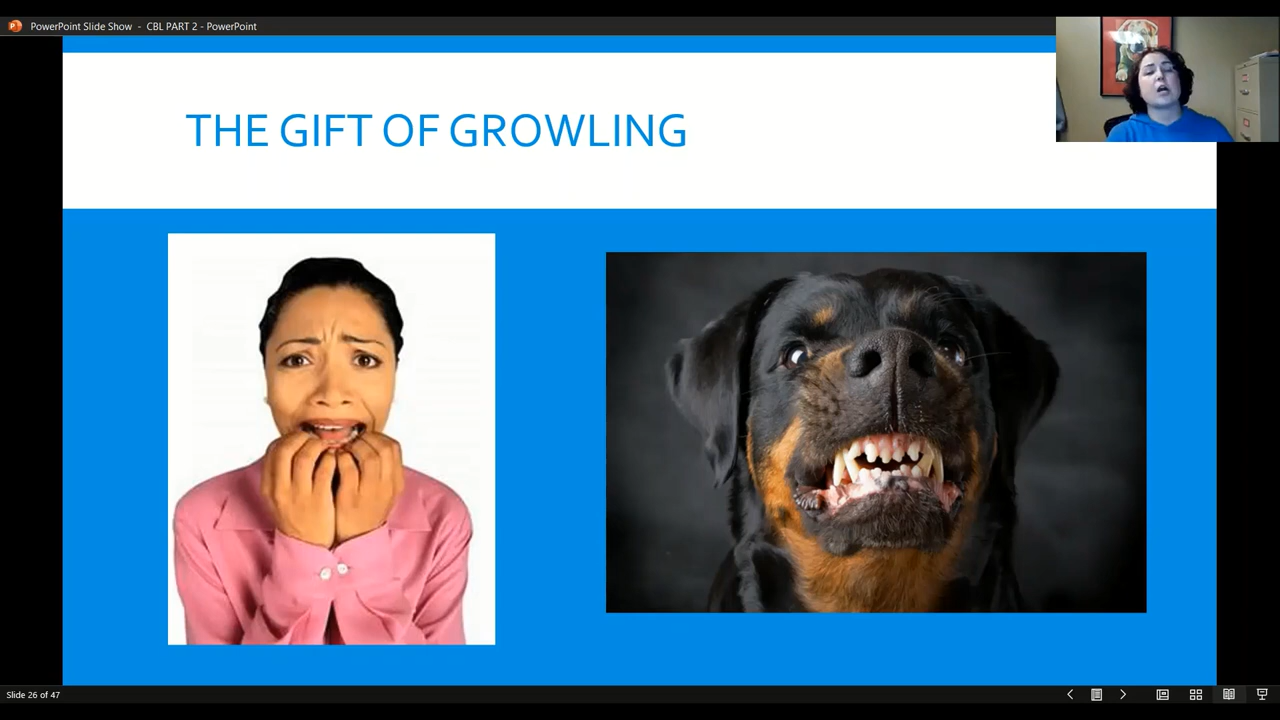 PowerPoint Slide Show - CBL PART 2 - PowerPoint
THE GIFT OF GROWLING
Slide 26 of 47